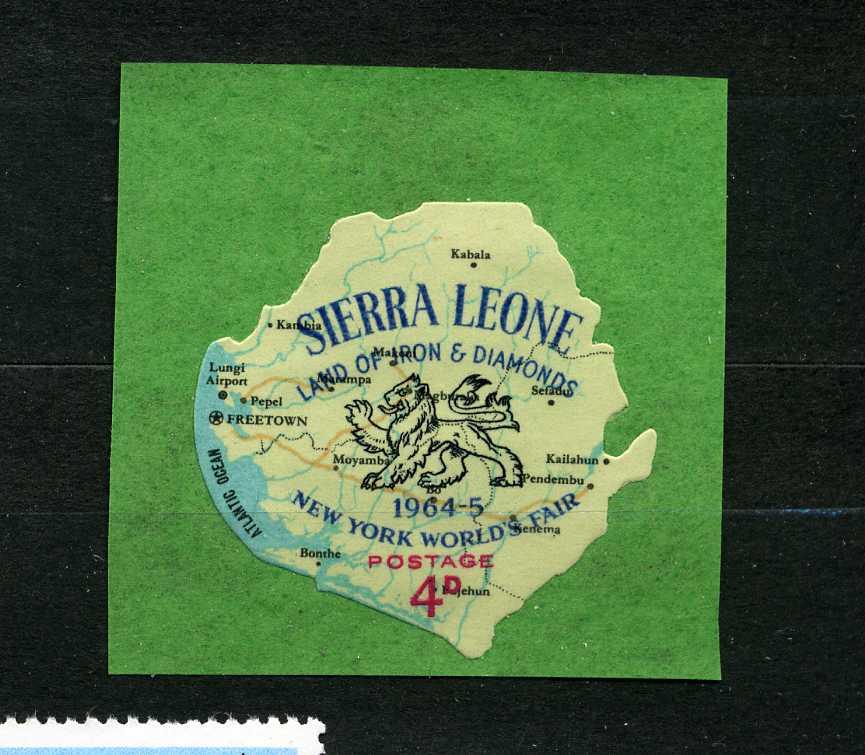 Kabala
SIERRA LEONE
Kambia
LAND OF IRON & DIAMONDS
Makeni
Lungi
Airport
Pepel
FREETOWN
Sefadu
Moyamba
Kailahun
Pendembu
ATLANTIC OCEAN
Bo
1964-5
NEW YORK WORLD'S FAIR
Kenema
Bonthe
POSTAGE
4D